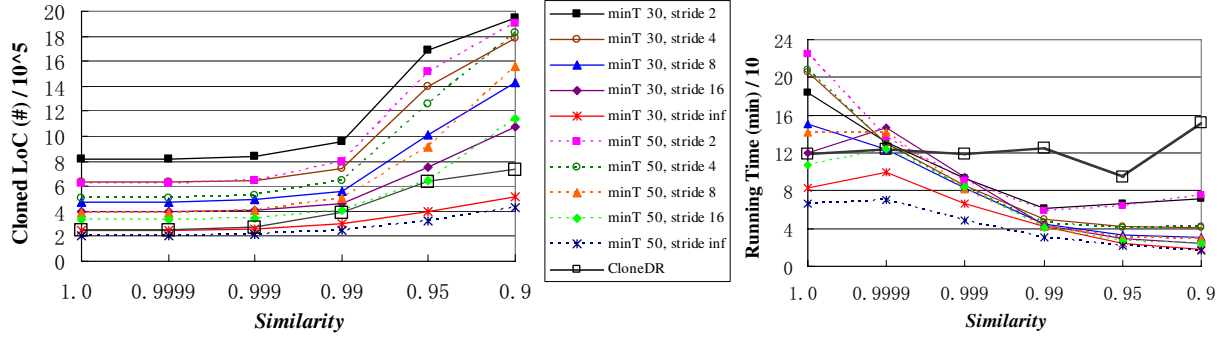 Cloned LoC (#) / 10^5
20
18
16
14
12
10
8
6
4
2
0
1.0 0.9999 0.999 0.99 0.95 0.9
Similarity
minT 30, stride 2
minT 30, stride 4
minT 30, stride 8
minT 30, stride 16
minT 30, stride inf
minT 50, stride 2
minT 50, stride 4
minT 50, stride 8
minT 50, stride 16
minT 50, stride inf
CloneDR
Running Time (min) / 10
24
20
16
12
8
4
0
1.0 0.9999 0.999 0.99 0.95 0.9
Similarity